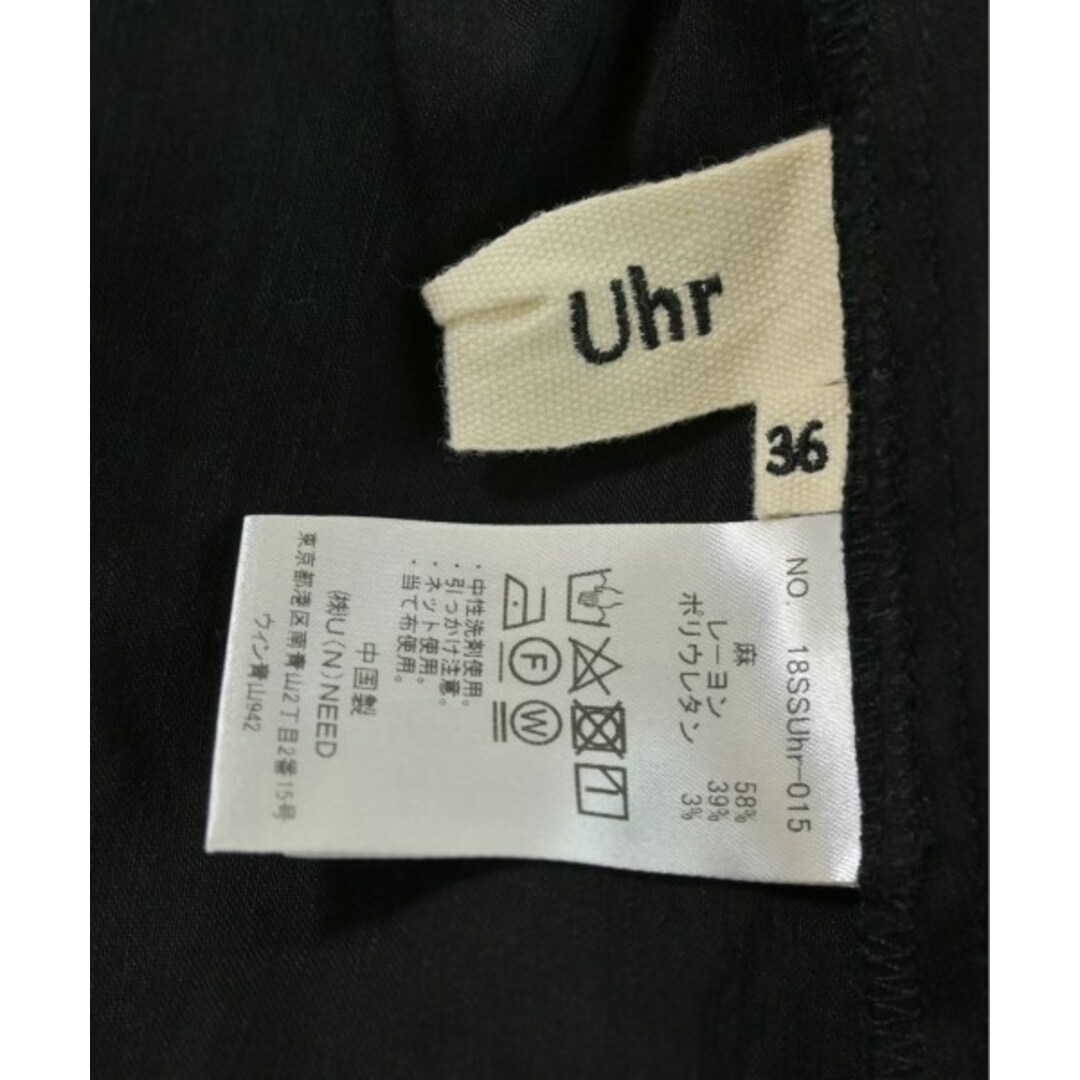 Uhr
36
NO. 18SSUhr-015
麻 58%
レーヨン 39%
ポリウレタン 3%
F
W
・中性洗剤使用。
・引っかけ注意。
・ネット使用。
・当て布使用。
中国製
㈱U(N)NEED
東京都港区南青山2丁目2番15号
ウィン青山942